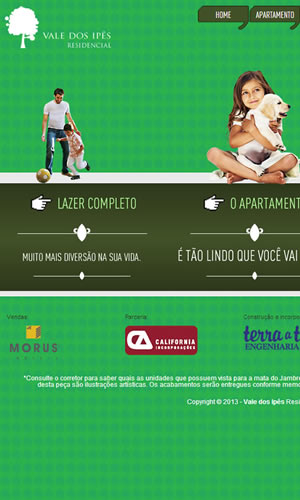 VALE DOS IPÊS
RESIDENCIAL
HOME
APARTAMENTO
LAZER COMPLETO
O APARTAMENT
MUITO MAIS DIVERSÃO NA SUA VIDA.
É TÃO LINDO QUE VOCÊ VAI
Vendas:
Parceria:
Construção e Incorpo
MORUS
CA CALIFORNIA
INCORPORAÇÕES
terra a t
ENGENHARIA
*Consulte o corretor para saber quais as unidades que possuem vista para a mata do Jambre
desta peça são ilustrações artísticas. Os acabamentos serão entregues conforme memo
Copyright © 2013 - Vale dos Ipês Resi